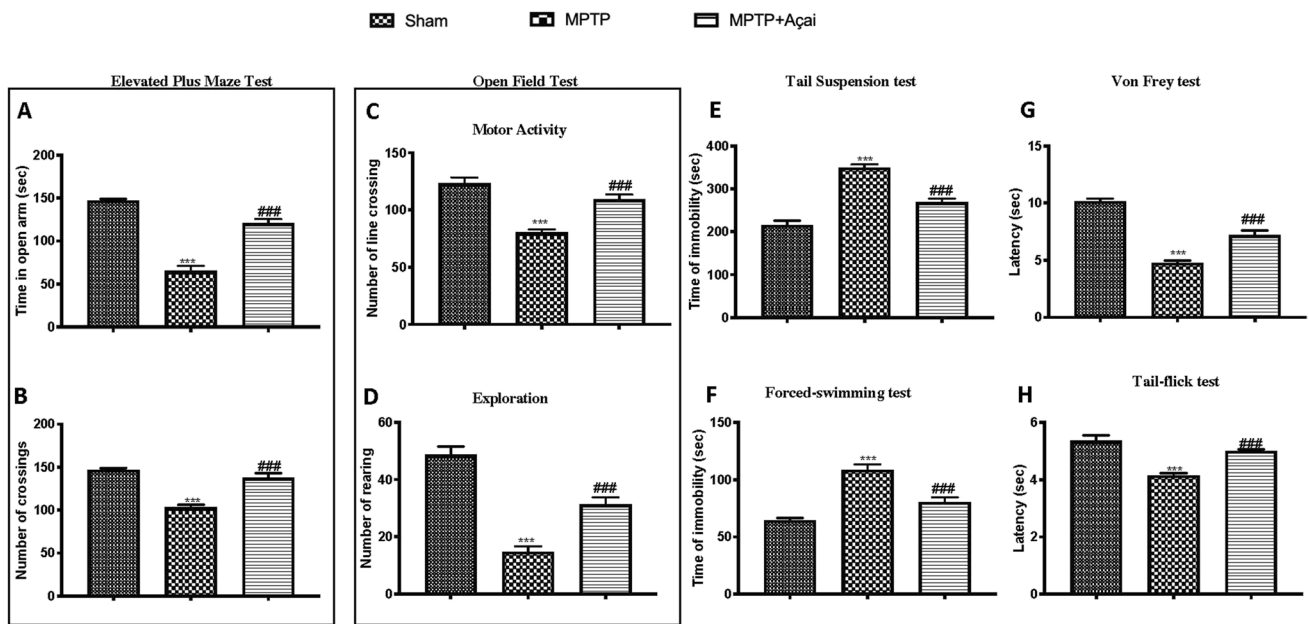 Sham MPTP MPTP+Açai
Elevated Plus Maze Test
A
Time in open arm (sec)
200
150
100
50
0
***
###
B
Number of crossings
200
150
100
50
0
***
###
Open Field Test
C
Motor Activity
Number of line crossing
150
100
50
0
***
###
D
Exploration
Number of rearing
60
40
20
0
***
###
Tail Suspension test
E
Time of immobility (sec)
400
300
200
100
0
***
###
F
Forced-swimming test
Time of immobility (sec)
150
100
50
0
***
###
Von Frey test
G
Latency (sec)
15
10
5
0
***
###
Tail-flick test
H
Latency (sec)
6
4
2
0
***
###